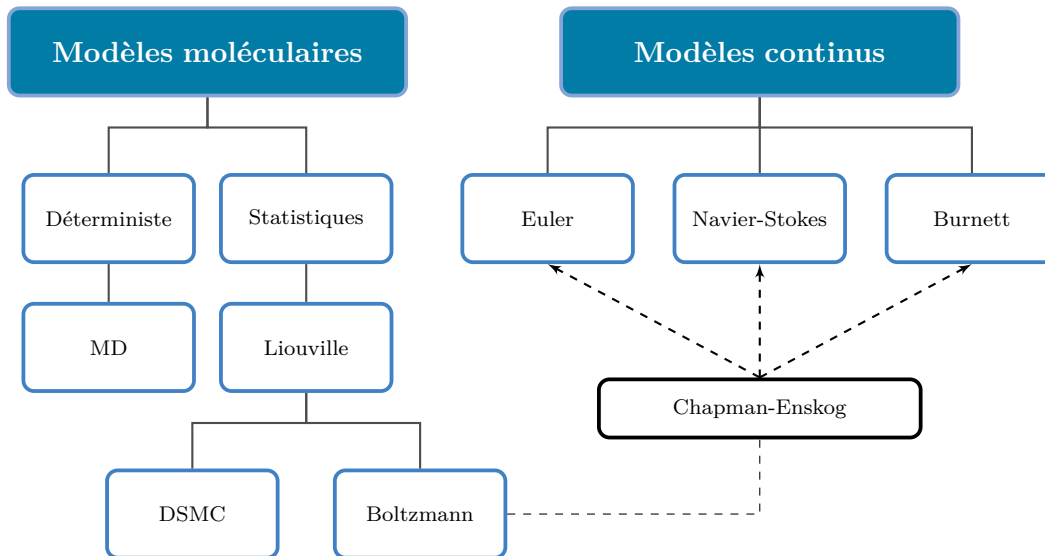 Modèles moléculaires
Modèles continus
Déterministe
Statistiques
Euler
Navier-Stokes
Burnett
MD
Liouville
Chapman-Enskog
DSMC
Boltzmann